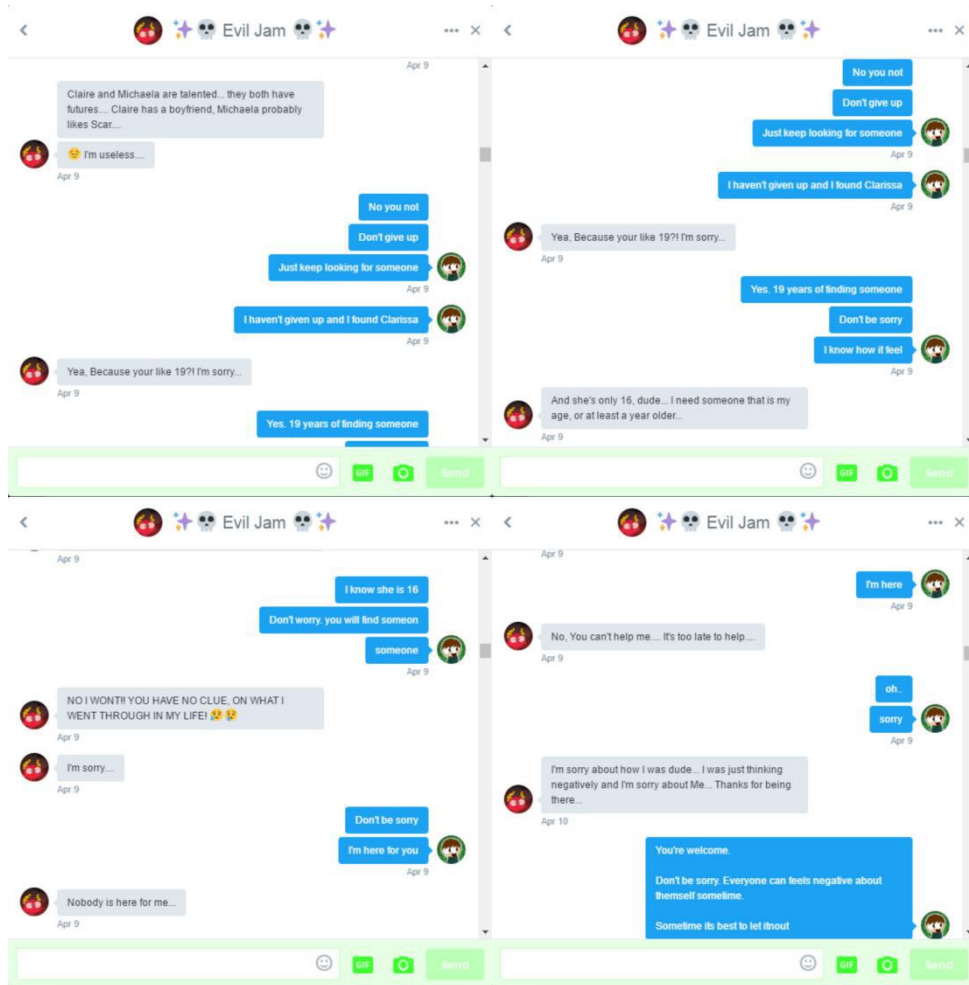 ✨💀 Evil Jam 💀✨
Apr 9
Claire and Michaela are talented... they both have
futures.... Claire has a boyfriend, Michaela probably
likes Scar....
😔 I'm useless....
Apr 9
No you not
Don't give up
Just keep looking for someone
Apr 9
I haven't given up and I found Clarissa
Apr 9
Yea, Because your like 19?! I'm sorry...
Apr 9
Yes. 19 years of finding someone
GIF
Send
✨💀 Evil Jam 💀✨
No you not
Don't give up
Just keep looking for someone
Apr 9
I haven't given up and I found Clarissa
Apr 9
Yea, Because your like 19?! I'm sorry...
Apr 9
Yes. 19 years of finding someone
Don't be sorry
I know how it feel
Apr 9
And she's only 16, dude... I need someone that is my
age, or at least a year older...
Apr 9
GIF
Send
✨💀 Evil Jam 💀✨
Apr 9
I know she is 16
Don't worry. you will find someon
someone
Apr 9
NO I WONT!! YOU HAVE NO CLUE, ON WHAT I
WENT THROUGH IN MY LIFE! 😢😢
Apr 9
I'm sorry....
Apr 9
Don't be sorry
I'm here for you
Apr 9
Nobody is here for me...
Apr 9
GIF
Send
✨💀 Evil Jam 💀✨
Apr 9
I'm here
Apr 9
No, You can't help me.... It's too late to help....
Apr 9
oh..
sorry
Apr 9
I'm sorry about how I was dude... I was just thinking
negatively and I'm sorry about Me... Thanks for being
there...
Apr 10
You're welcome.
Don't be sorry. Everyone can feels negative about
themself sometime.
Sometime its best to let itnout
GIF
Send